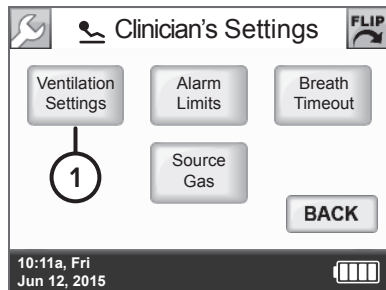 Clinician's Settings
FLIP
Ventilation
Settings
Alarm
Limits
Breath
Timeout
1
Source
Gas
BACK
10:11a, Fri
Jun 12, 2015